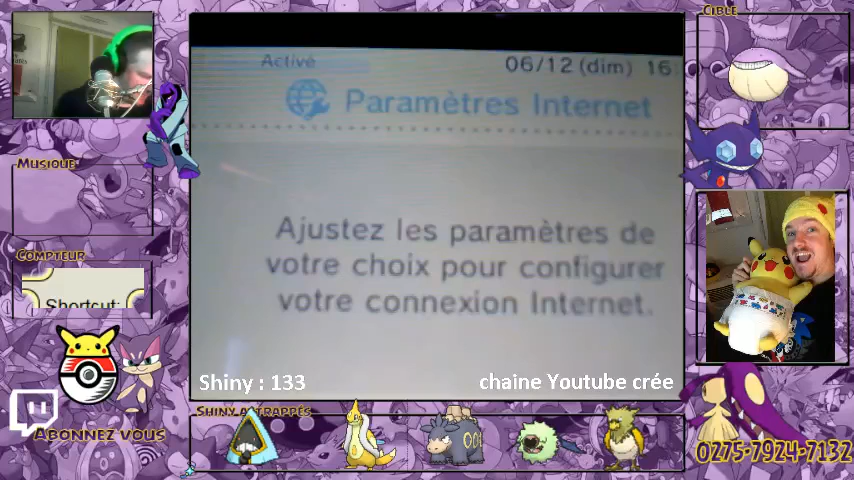 CIBLE
Activé
06/12 (dim) 16:
Paramètres Internet
MUSIQUE
Ajustez les paramètres de
votre choix pour configurer
votre connexion Internet.
COMPTEUR
Shortcut:
Shiny : 133
chaine Youtube crée
SHINY ATTRAPPÉS
ABONNEZ VOUS
0275-7924-7132